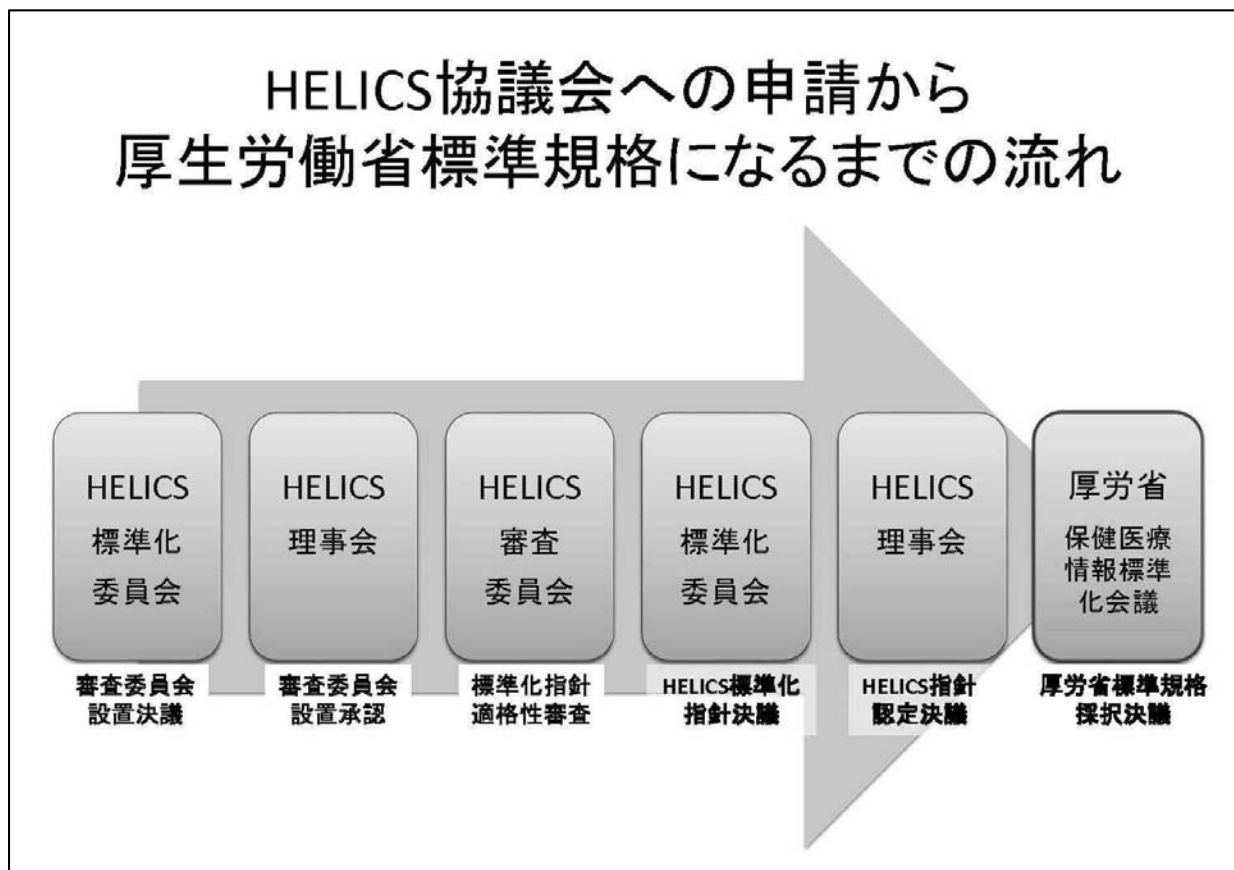 HELICS協議会への申請から
厚生労働省標準規格になるまでの流れ
HELICS
標準化
委員会
審査委員会
設置決議
HELICS
理事会
審査委員会
設置承認
HELICS
審査
委員会
標準化指針
適格性審査
HELICS
標準化
委員会
HELICS標準化
指針決議
HELICS
理事会
HELICS指針
認定決議
厚労省
保健医療
情報標準
化会議
厚労省標準規格
採択決議